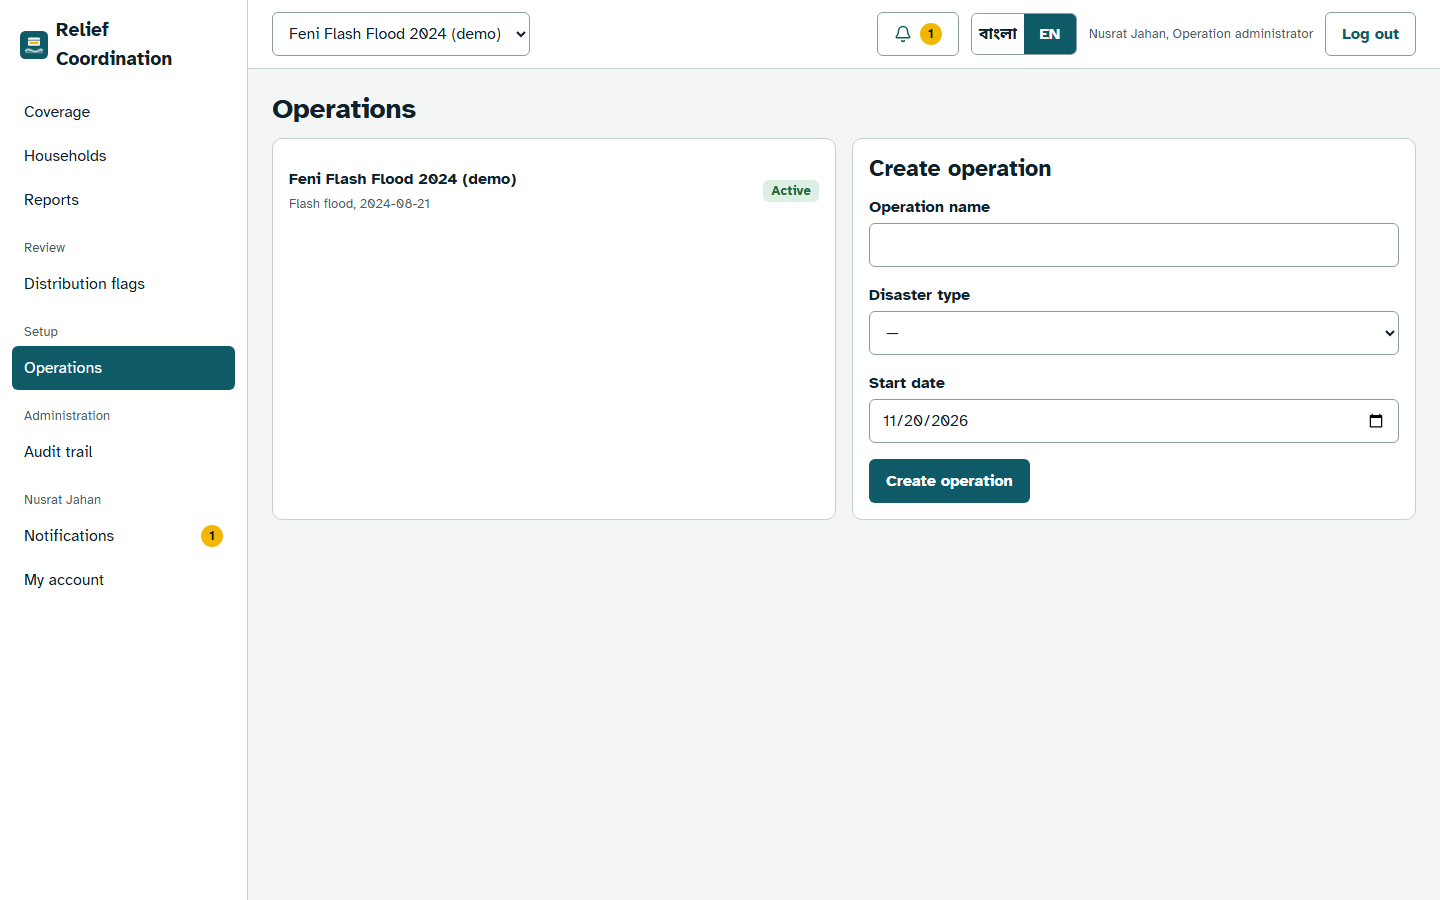 Relief
Coordination
Coverage
Households
Reports
Review
Distribution flags
Setup
Operations
Administration
Audit trail
Nusrat Jahan
Notifications 1
My account
Feni Flash Flood 2024 (demo)
1
বাংলা EN
Nusrat Jahan, Operation administrator
Log out
Operations
Feni Flash Flood 2024 (demo)
Flash flood, 2024-08-21
Active
Create operation
Operation name
Disaster type
—
Start date
11/20/2026
Create operation